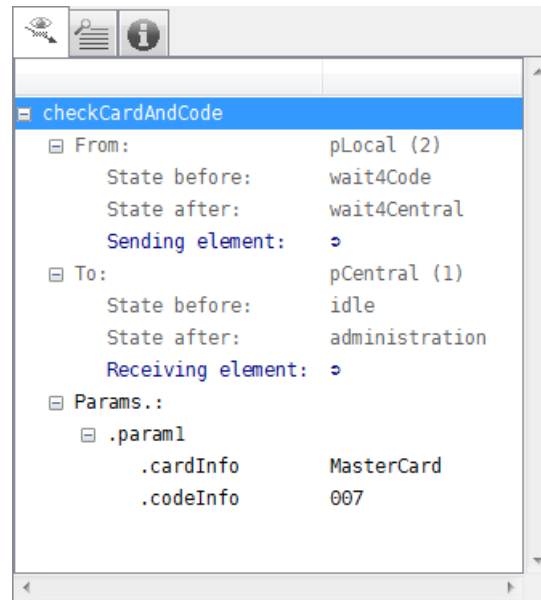 checkCardAndCode
From: pLocal (2)
State before: wait4Code
State after: wait4Central
Sending element:
To: pCentral (1)
State before: idle
State after: administration
Receiving element:
Params.:
.param1
.cardInfo MasterCard
.codeInfo 007